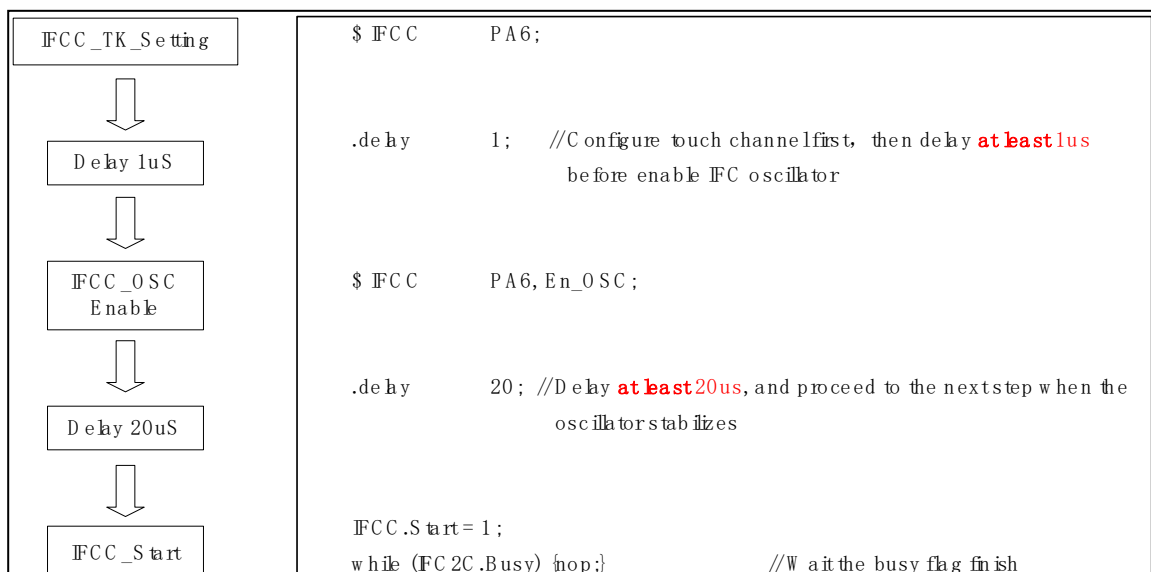 IFCC_TK_Setting
$ IFCC PA6;
.delay 1; //Configure touch channel first, then delay at least 1us
before enable IFC oscillator
Delay 1uS
IFCC_OSC
Enable
$ IFCC PA6, En_OSC;
.delay 20; //Delay at least 20us, and proceed to the next step when the
oscillator stabilizes
Delay 20uS
IFCC_Start
IFCC.Start = 1;
while (IFC2C.Busy) {nop;} //Wait the busy flag finish